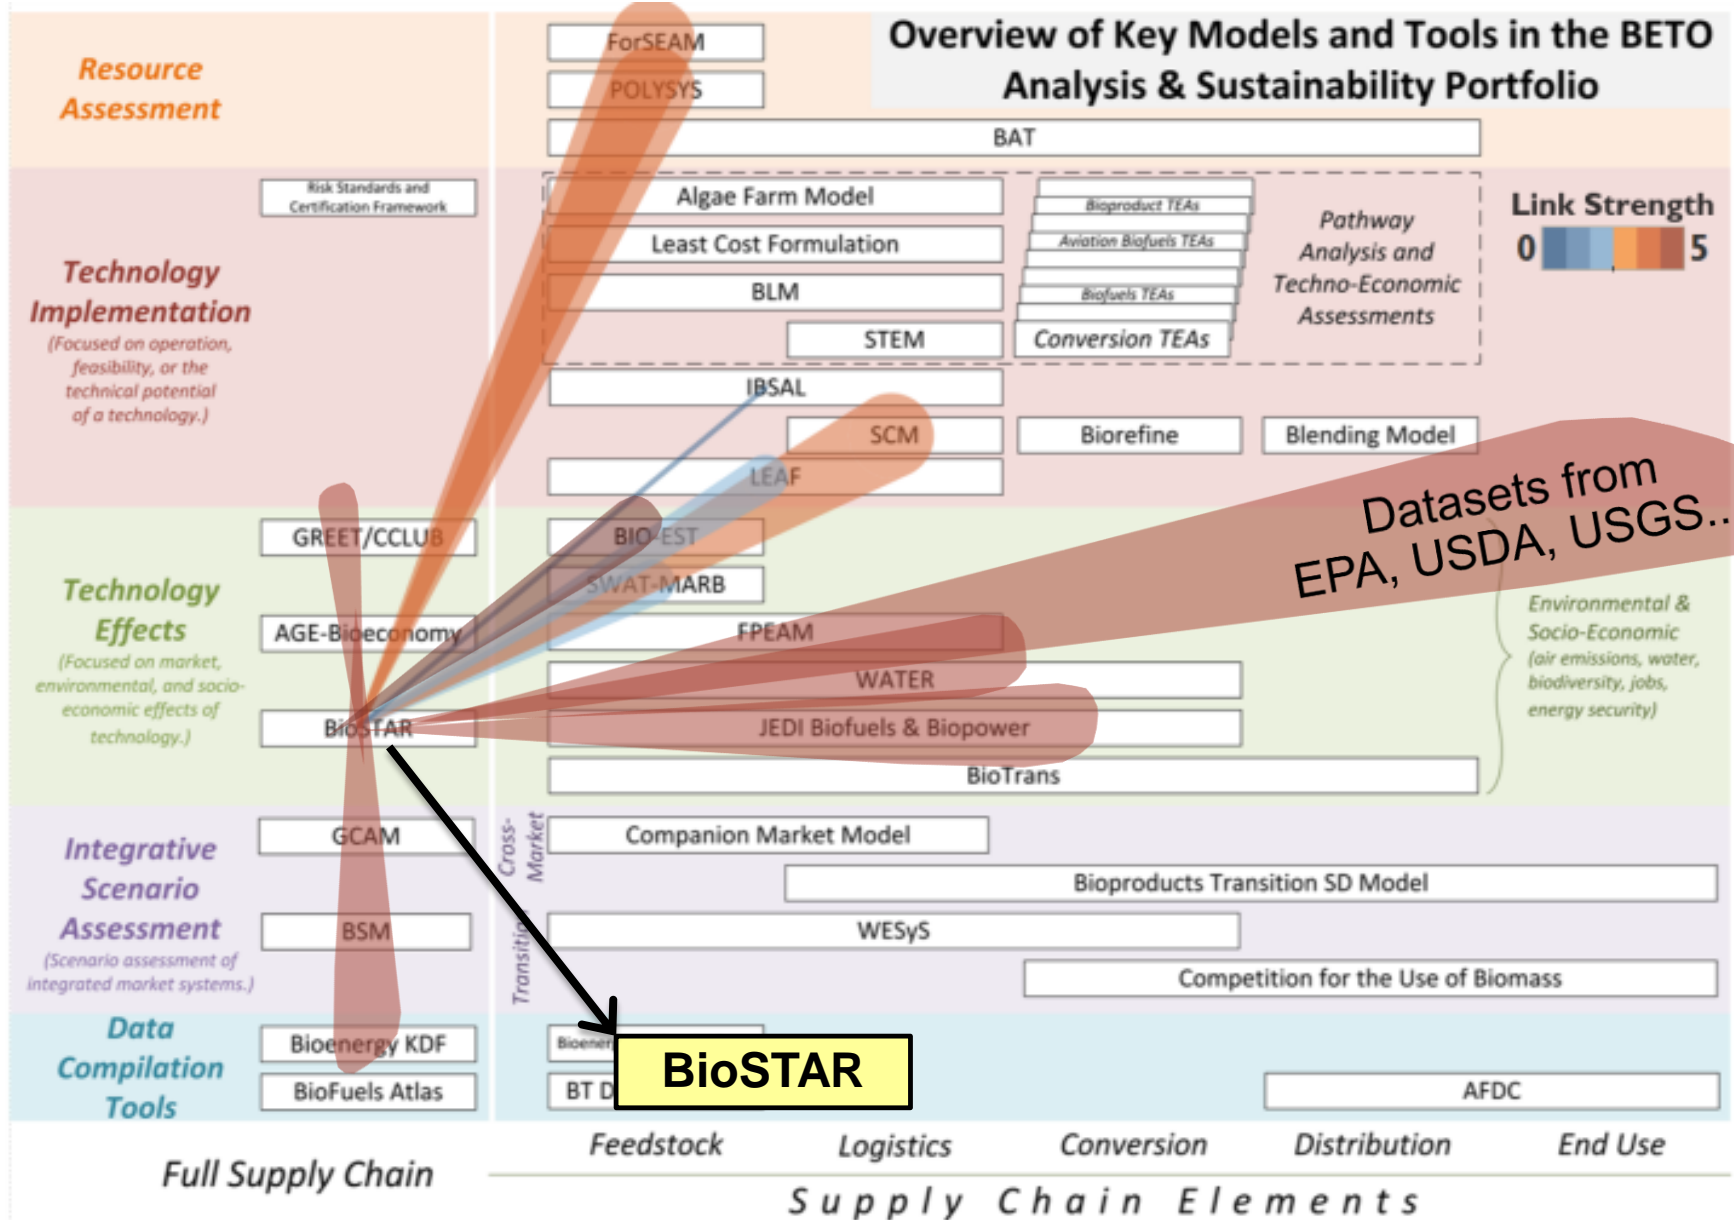 Overview of Key Models and Tools in the BETO
Analysis & Sustainability Portfolio
Resource
Assessment
ForSEAM
POLYSYS
BAT
Technology
Implementation
(Focused on operation,
feasibility, or the
technical potential
of a technology.)
Risk Standards and
Certification Framework
Algae Farm Model
Least Cost Formulation
BLM
STEM
Bioproduct TEAs
Aviation Biofuels TEAs
Biofuels TEAs
Conversion TEAs
Pathway
Analysis and
Techno-Economic
Assessments
Link Strength
0 5
IBSAL
SCM
Biorefine
Blending Model
LEAF
Datasets from
EPA, USDA, USGS..
Technology
Effects
(Focused on market,
environmental, and socio-
economic effects of
technology.)
GREET/CCLUB
AGE-Bioeconomy
BioSTAR
BIO-EST
SWAT-MARB
FPEAM
WATER
JEDI Biofuels & Biopower
BioTrans
Environmental &
Socio-Economic
(air emissions, water,
biodiversity, jobs,
energy security)
Integrative
Scenario
Assessment
(Scenario assessment of
integrated market systems.)
GCAM
BSM
Cross-
Market
Transition
Companion Market Model
Bioproducts Transition SD Model
WESyS
Competition for the Use of Biomass
Data
Compilation
Tools
Bioenergy KDF
BioFuels Atlas
BT D
BioSTAR
AFDC
Feedstock
Logistics
Conversion
Distribution
End Use
Full Supply Chain
Supply Chain Elements